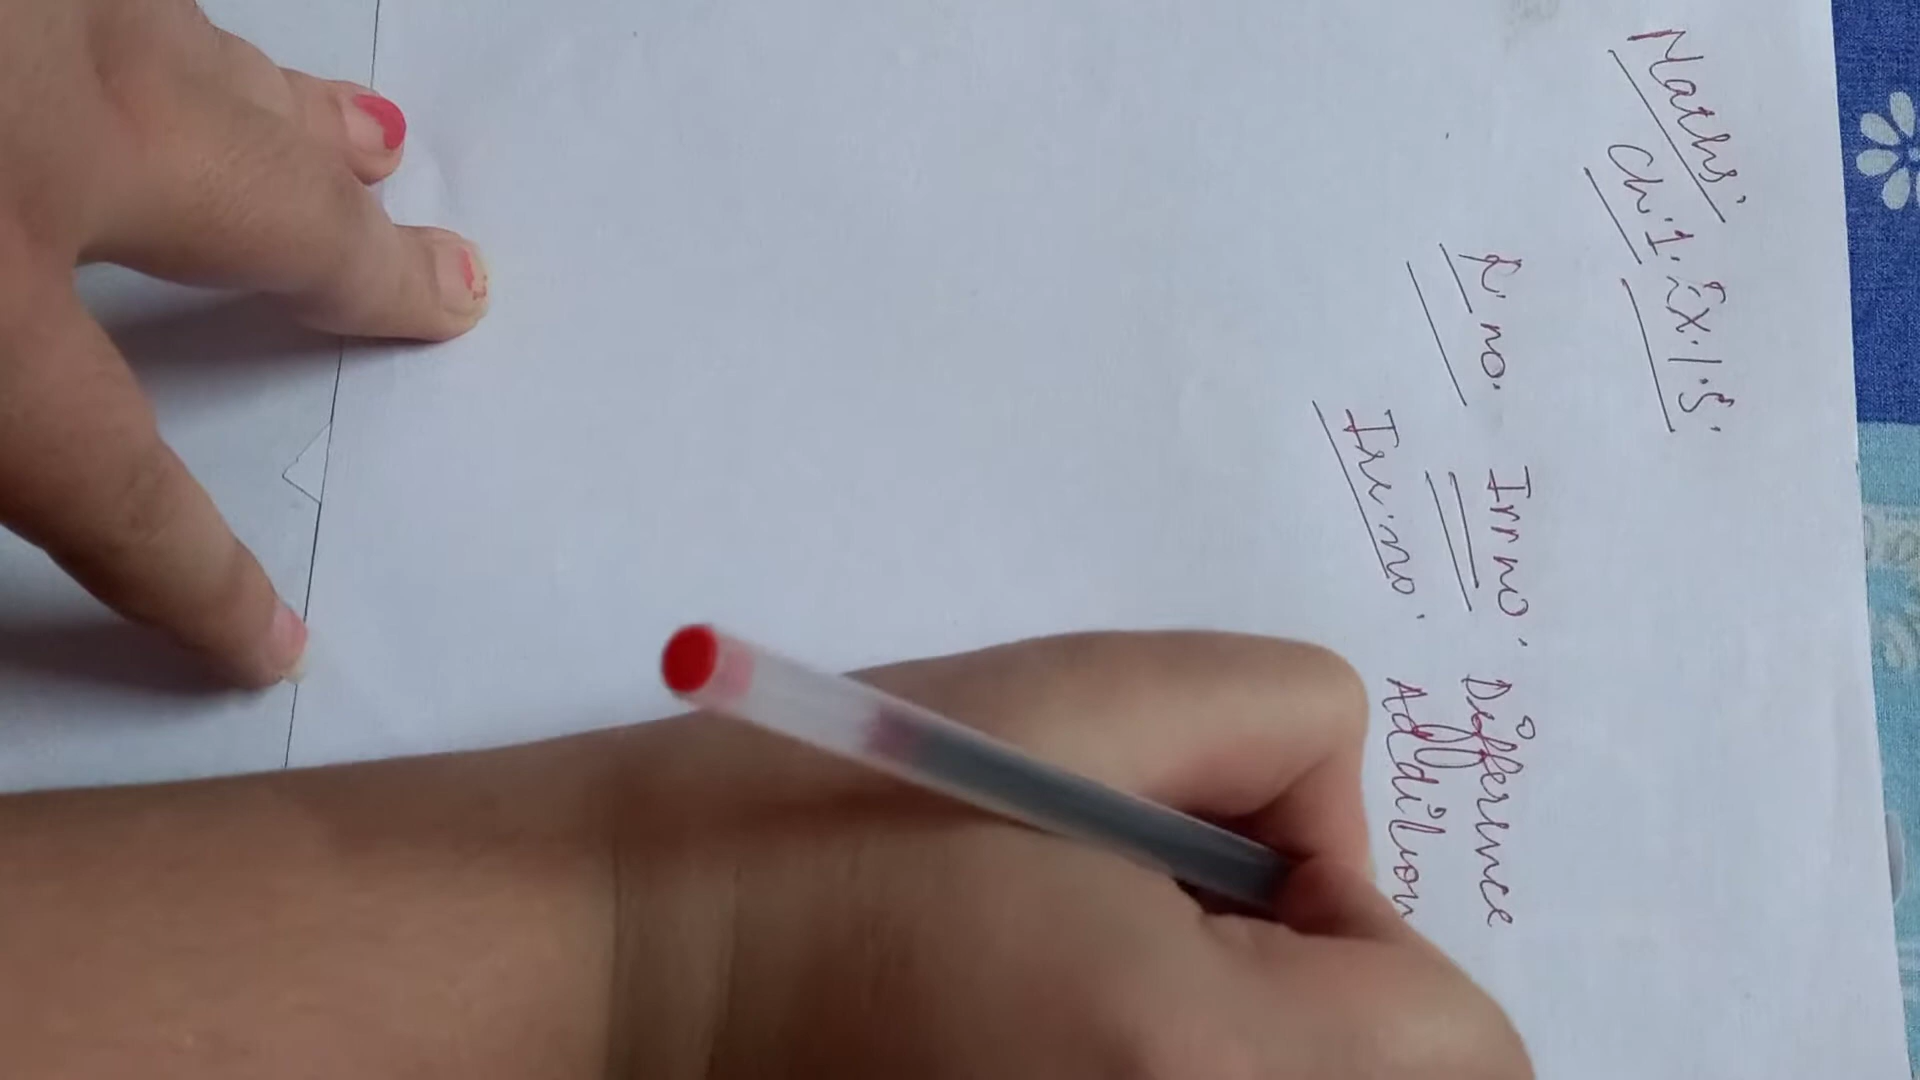 Maths Ch.1. Ex.1.5.
R. no. Irr no. Difference
Irr. no. Addition